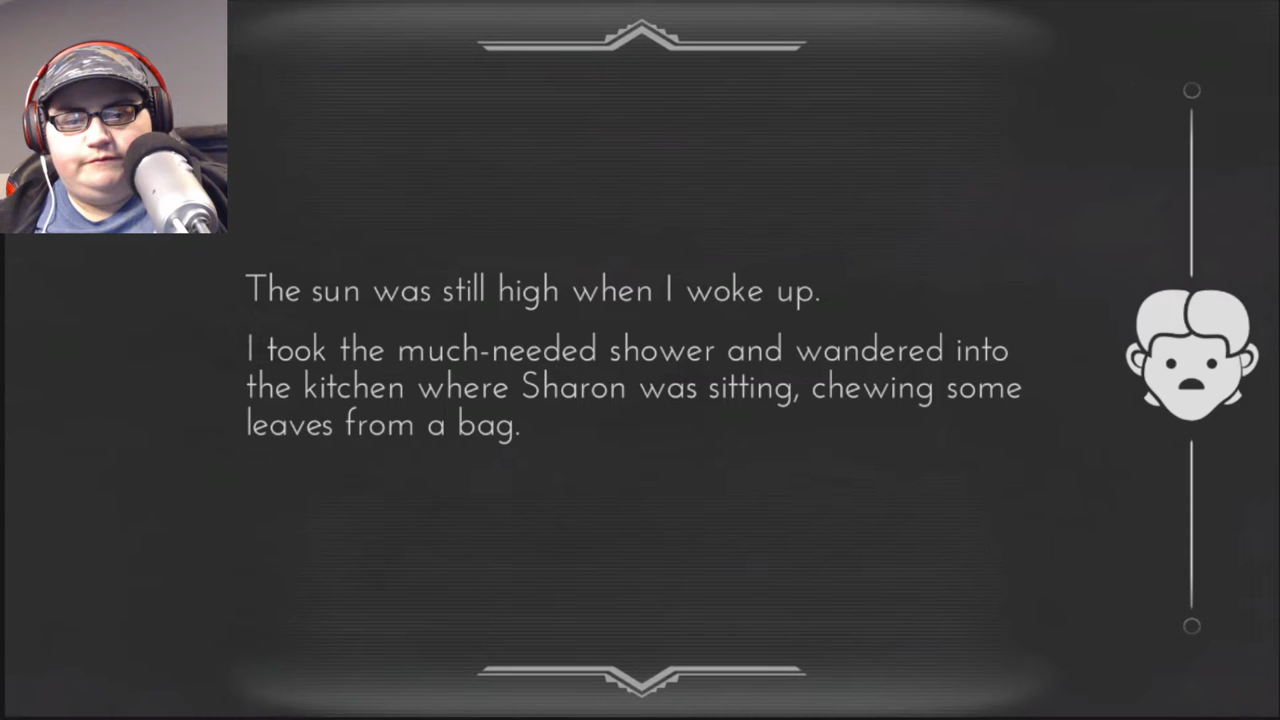 The sun was still high when I woke up.
I took the much-needed shower and wandered into
the kitchen where Sharon was sitting, chewing some
leaves from a bag.